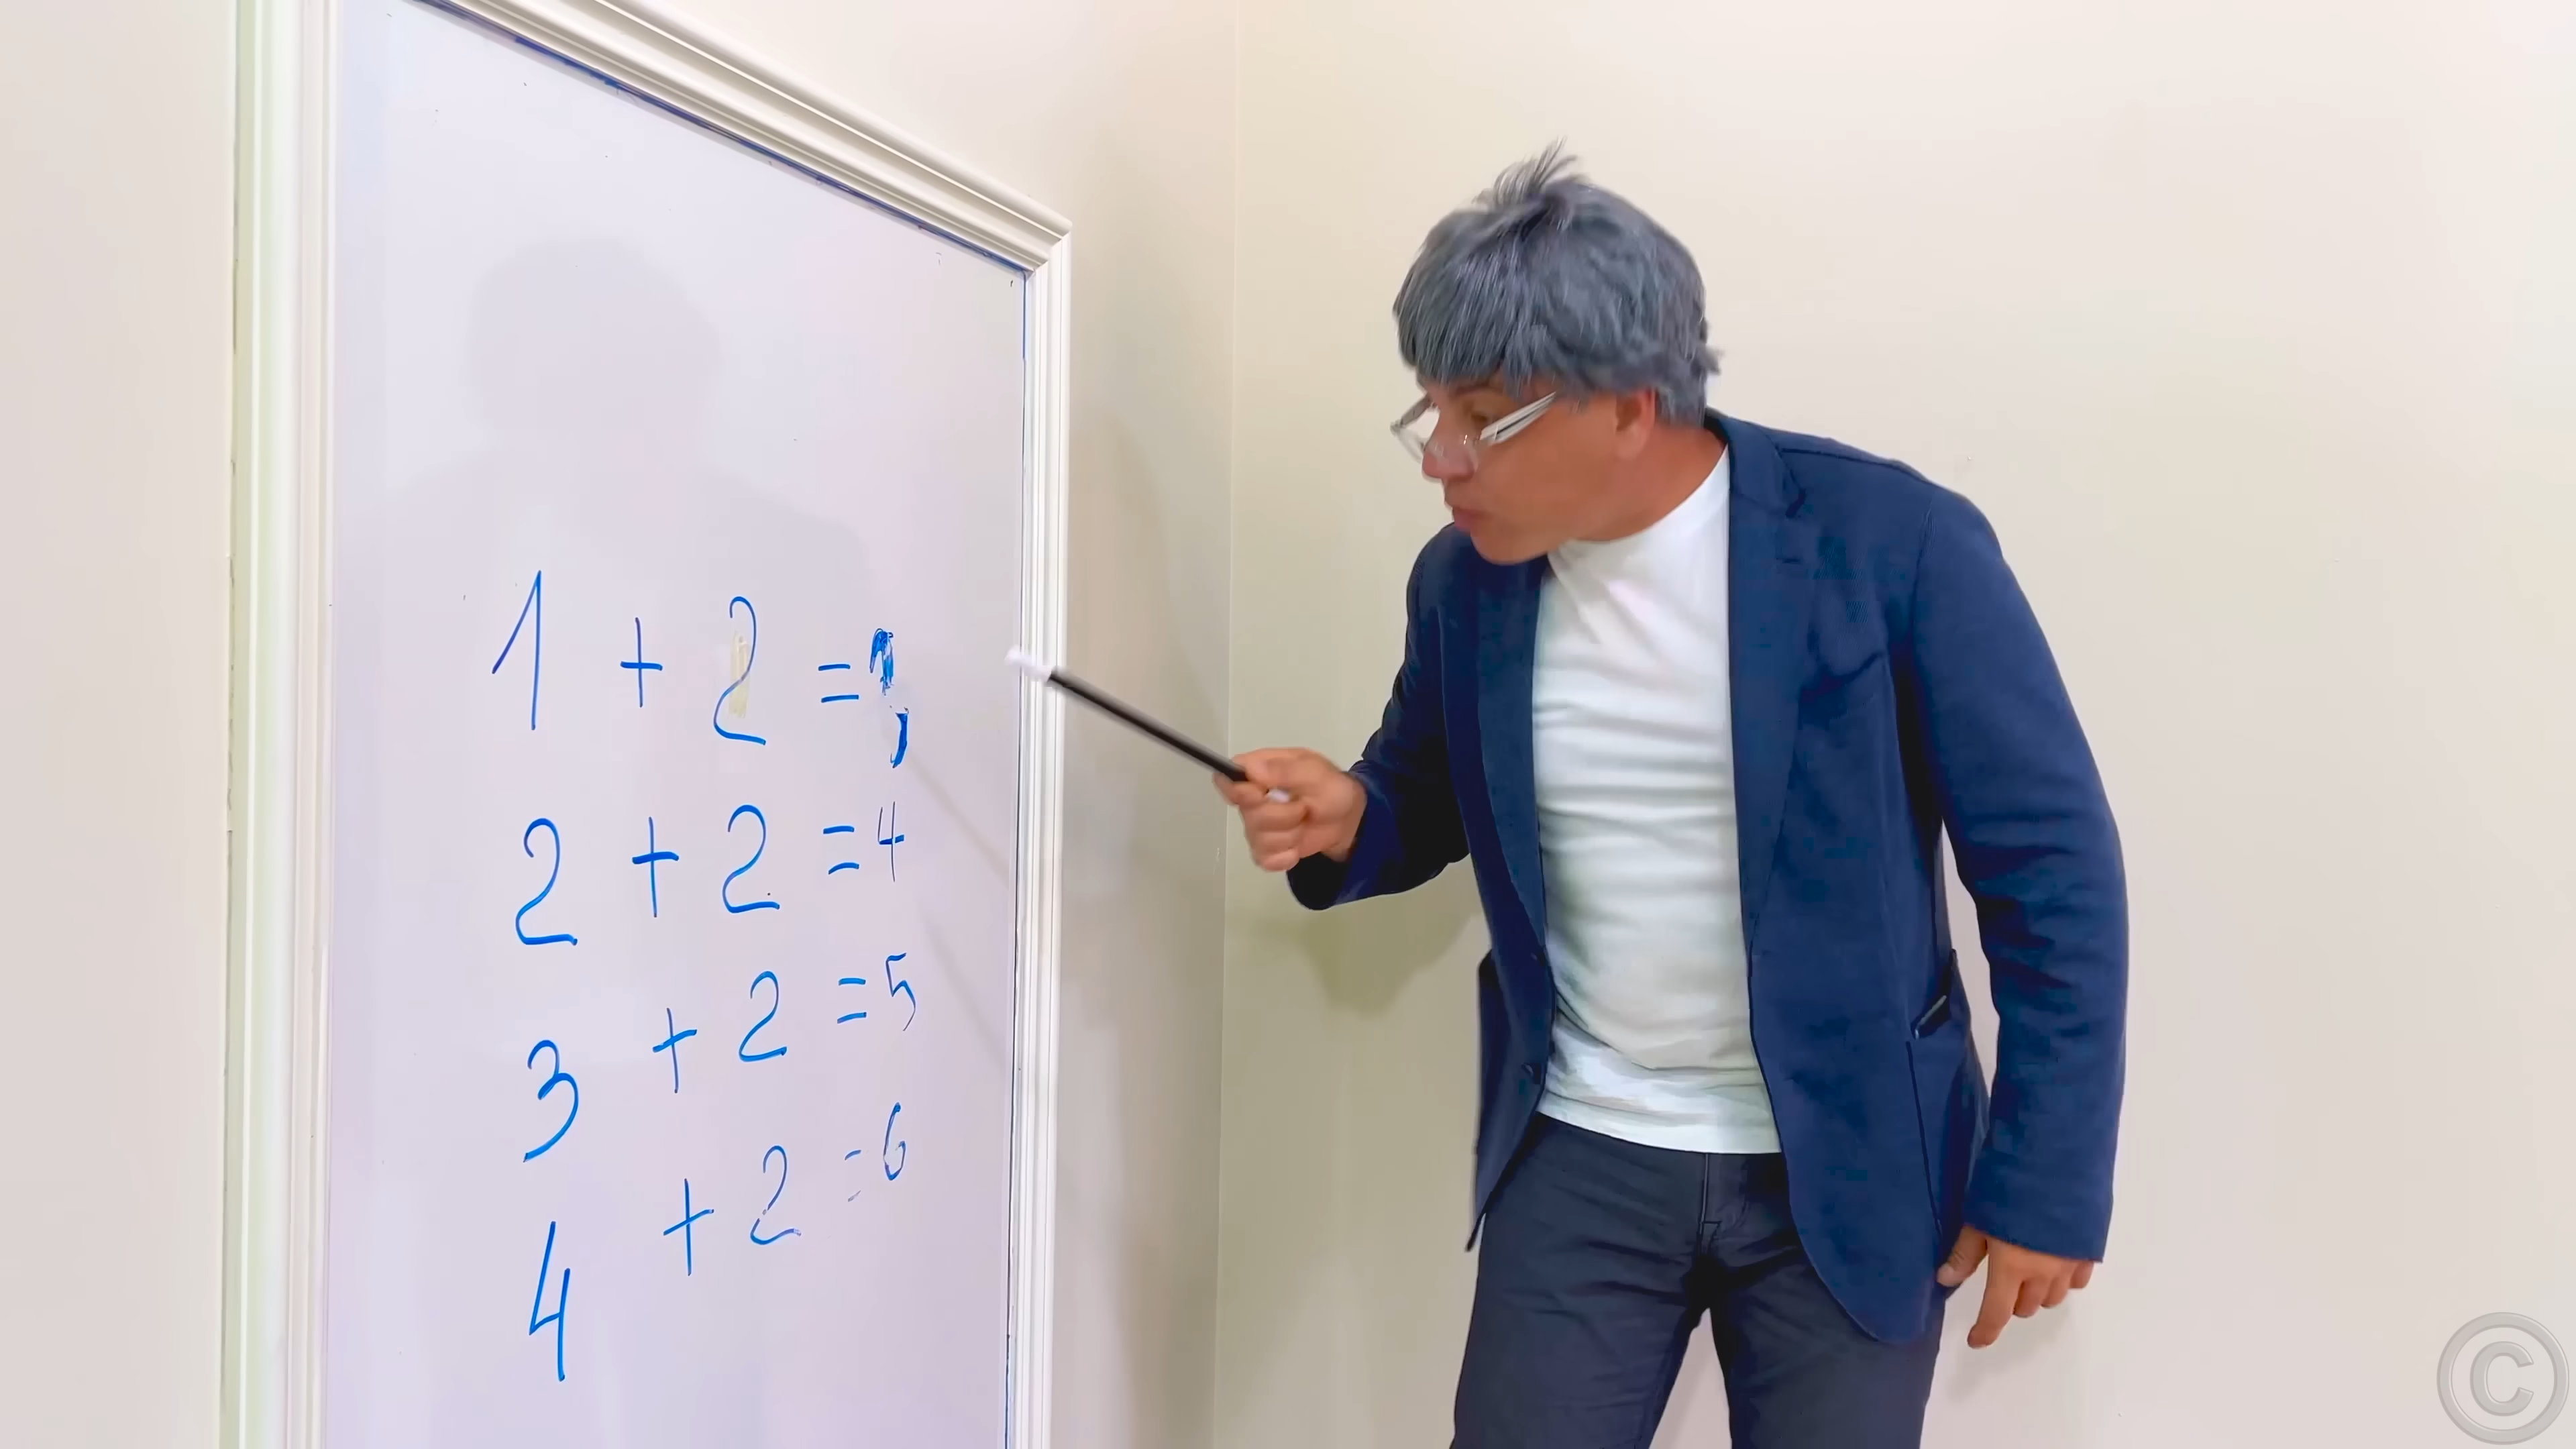 1 + 2 =
2 + 2 = 4
3 + 2 = 5
4 + 2 = 6
©